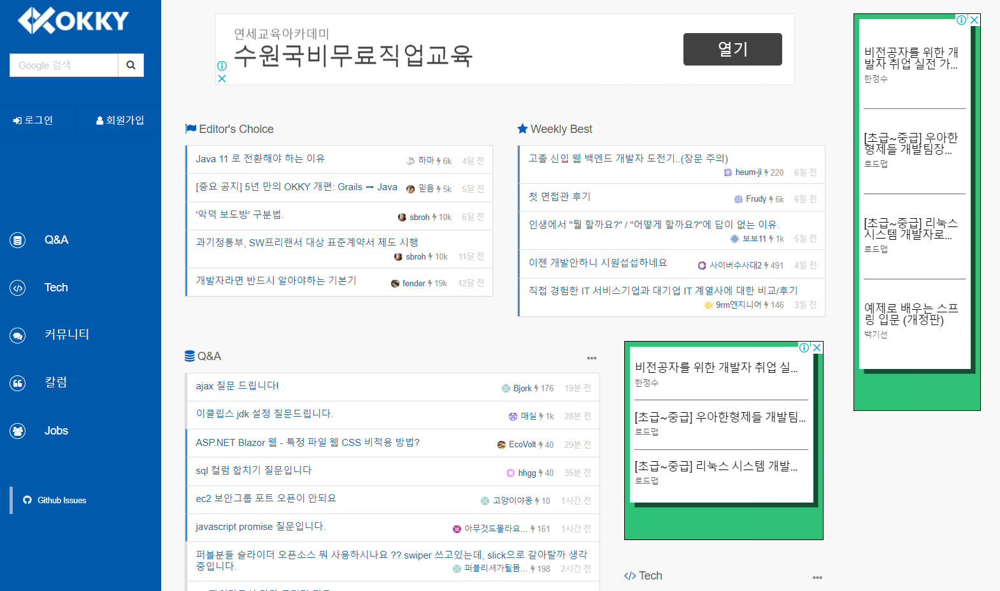 OKKY
Google 검색
로그인
회원가입
Q&A
Tech
커뮤니티
칼럼
Jobs
Github Issues
연세교육아카데미
수원국비무료직업교육
열기
Editor's Choice
Java 11 로 전환해야 하는 이유
하마 6k 4달 전
[중요 공지] 5년 만의 OKKY 개편: Grails ➞ Java
믿음 5k 5달 전
'악덕 보도방' 구분법.
sbroh 10k 6달 전
과기정통부, SW프리랜서 대상 표준계약서 제도 시행
sbroh 10k 11달 전
개발자라면 반드시 알아야하는 기본기
fender 19k 12달 전
Weekly Best
고졸 신입 웹 백엔드 개발자 도전기..(장문 주의)
heum-ji 220 6일 전
첫 면접관 후기
Frudy 6k 6일 전
인생에서 "뭘 할까요?" / "어떻게 할까요?"에 답이 없는 이유.
보보11 1k 5일 전
이젠 개발안하니 시원섭섭하네요
사이버수사대2 491 4일 전
직접 경험한 IT 서비스기업과 대기업 IT 계열사에 대한 비교/후기
9rm엔지니어 146 3일 전
Q&A
ajax 질문 드립니다!
Bjork 176 19분 전
이클립스 jdk 설정 질문드립니다.
매실 1k 28분 전
ASP.NET Blazor 웹 - 특정 파일 웹 CSS 비적용 방법?
EcoVolt 40 29분 전
sql 컬럼 합치기 질문입니다
hhgg 40 35분 전
ec2 보안그룹 포트 오픈이 안되요
고양이야옹 10 1시간 전
javascript promise 질문입니다.
아무것도몰라요... 161 1시간 전
퍼블분들 슬라이더 오픈소스 뭐 사용하시나요 ?? swiper 쓰고있는데, slick으로 갈아탈까 생각
중입니다.
퍼블리셔가될몸... 198 2시간 전
비전공자를 위한 개발자 취업 실...
한정수
[초급~중급] 우아한형제들 개발팀...
로드맵
[초급~중급] 리눅스 시스템 개발...
로드맵
Tech
비전공자를 위한 개
발자 취업 실전 가...
한정수
[초급~중급] 우아한
형제들 개발팀장...
로드맵
[초급~중급] 리눅스
시스템 개발자로...
로드맵
예제로 배우는 스프
링 입문 (개정판)
백기선